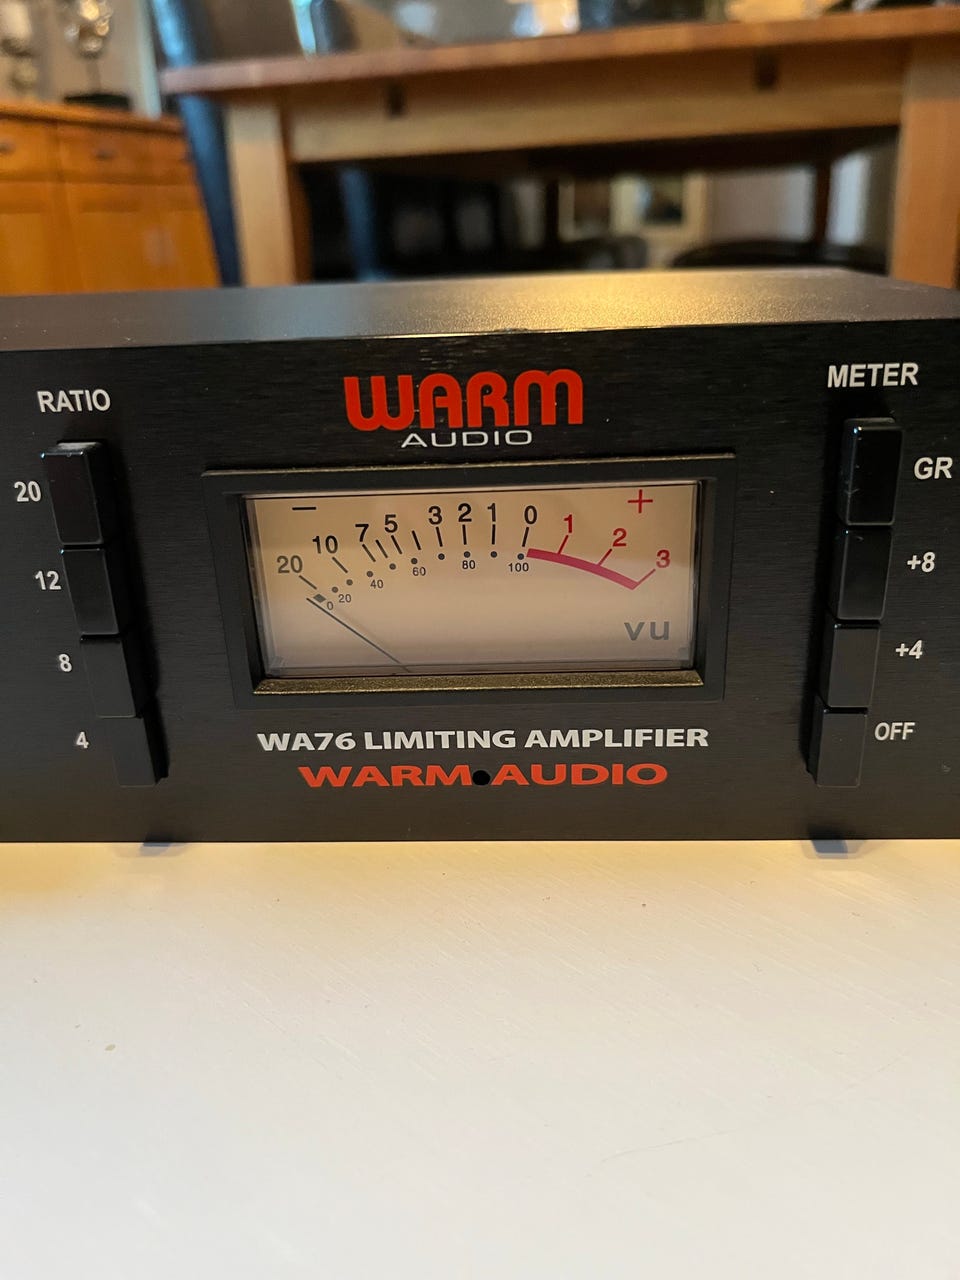 RATIO
20
12
8
4
WARM
AUDIO
− +
20 10 7 5 3 2 1 0 1 2 3
0 20 40 60 80 100
VU
WA76 LIMITING AMPLIFIER
WARM AUDIO
METER
GR
+8
+4
OFF